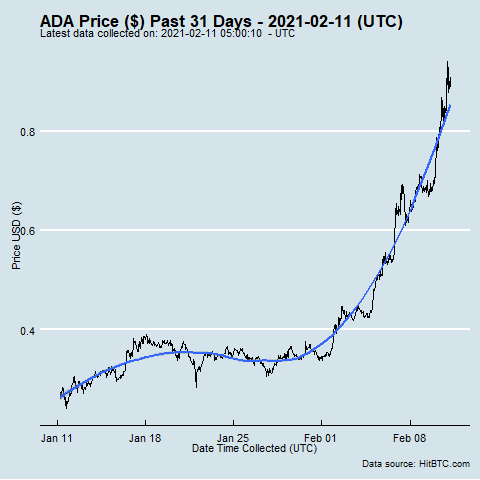 ADA Price ($) Past 31 Days - 2021-02-11 (UTC)
Latest data collected on: 2021-02-11 05:00:10 - UTC
Price USD ($)
0.8
0.6
0.4
Jan 11
Jan 18
Jan 25
Feb 01
Feb 08
Date Time Collected (UTC)
Data source: HitBTC.com